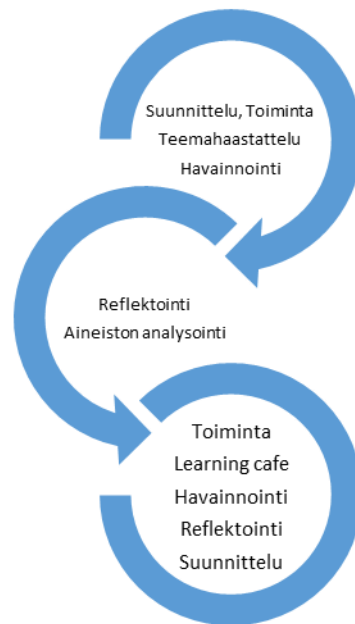 Suunnittelu, Toiminta
Teemahaastattelu
Havainnointi
Reflektointi
Aineiston analysointi
Toiminta
Learning cafe
Havainnointi
Reflektointi
Suunnittelu